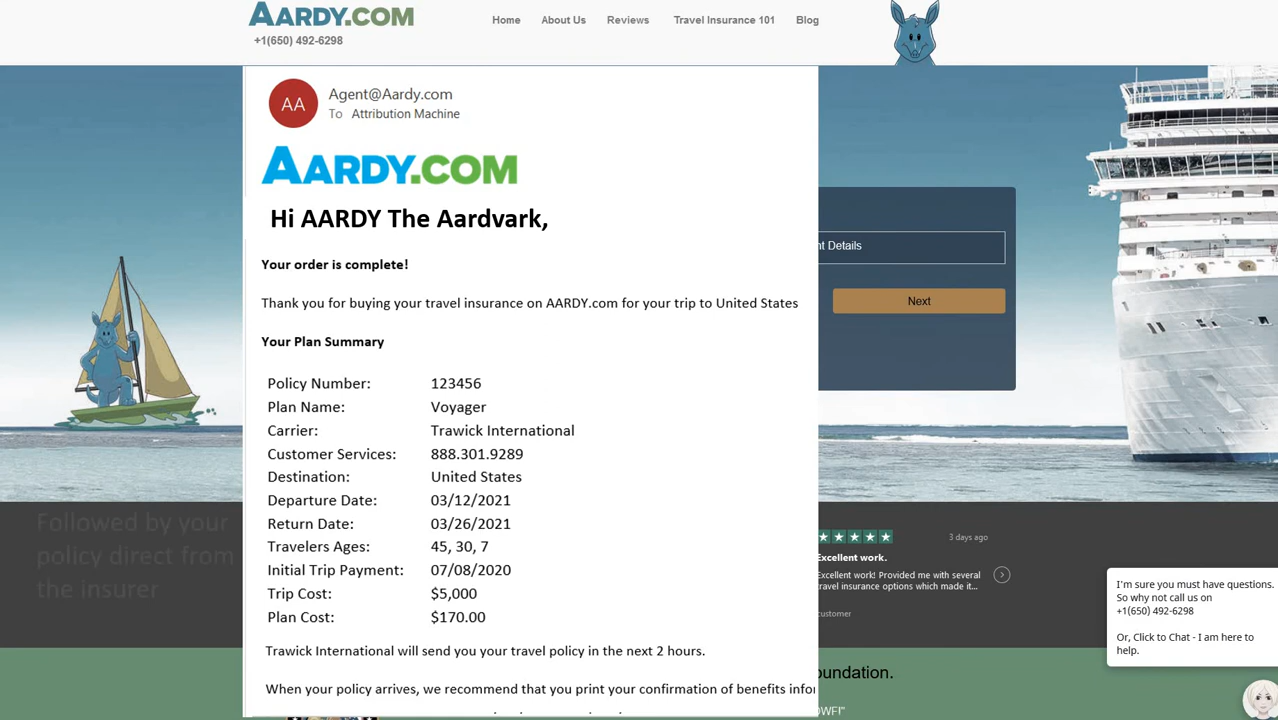 AARDY.COM
+1(650) 492-6298
Home About Us Reviews Travel Insurance 101 Blog
AA
Agent@Aardy.com
To Attribution Machine
AARDY.COM
Hi AARDY The Aardvark,
Your order is complete!
Thank you for buying your travel insurance on AARDY.com for your trip to United States
Your Plan Summary
Policy Number: 123456
Plan Name: Voyager
Carrier: Trawick International
Customer Services: 888.301.9289
Destination: United States
Departure Date: 03/12/2021
Return Date: 03/26/2021
Travelers Ages: 45, 30, 7
Initial Trip Payment: 07/08/2020
Trip Cost: $5,000
Plan Cost: $170.00
Trawick International will send you your travel policy in the next 2 hours.
When your policy arrives, we recommend that you print your confirmation of benefits infor
nt Details
Next
Followed by your
policy direct from
the insurer
3 days ago
Excellent work.
Excellent work! Provided me with several
travel insurance options which made it...
customer
I'm sure you must have questions.
So why not call us on
+1(650) 492-6298
Or, Click to Chat - I am here to
help.
oundation.
OWF!"